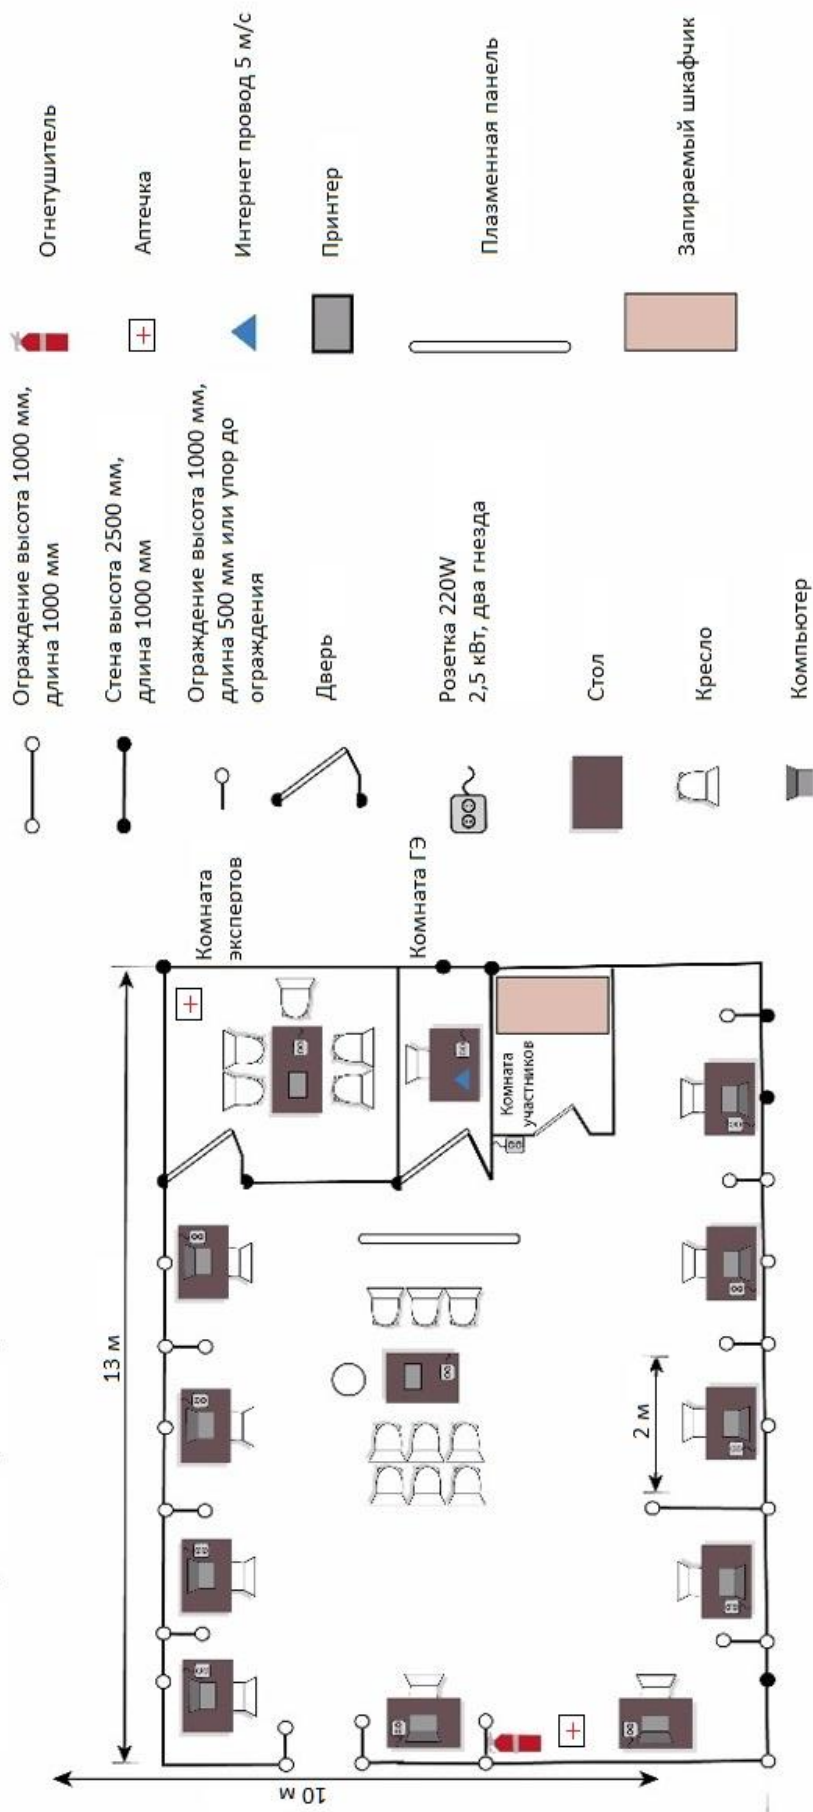 Огнетушитель
Аптечка
Интернет провод 5 м/с
Принтер
Плазменная панель
Запираемый шкафчик
Ограждение высота 1000 мм,
длина 1000 мм
Стена высота 2500 мм,
длина 1000 мм
Ограждение высота 1000 мм,
длина 500 мм или упор до
ограждения
Дверь
Розетка 220W
2,5 кВт, два гнезда
Стол
Кресло
Компьютер
Комната
экспертов
Комната ГЭ
Комната
участников
13 м
2 м
10 м